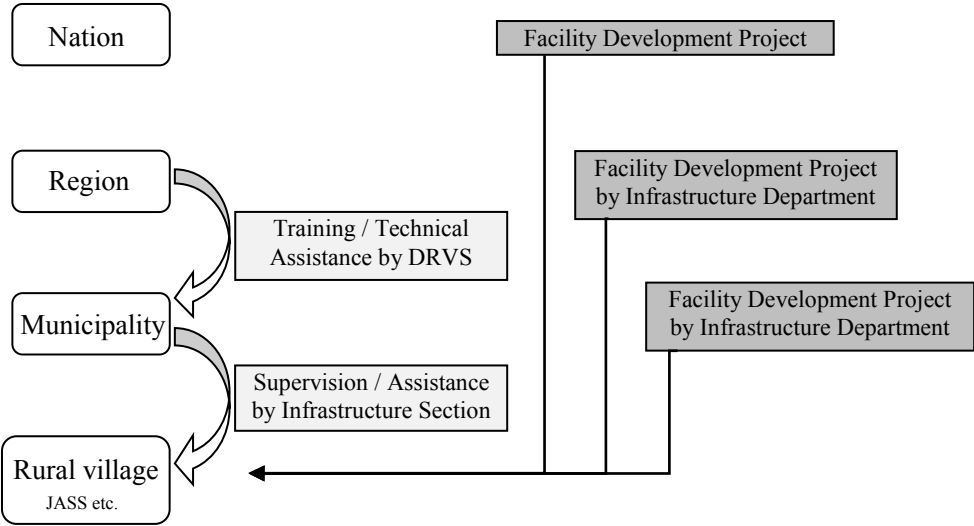 Nation
Facility Development Project
Region
Facility Development Project
by Infrastructure Department
Training / Technical
Assistance by DRVS
Municipality
Facility Development Project
by Infrastructure Department
Supervision / Assistance
by Infrastructure Section
Rural village
JASS etc.